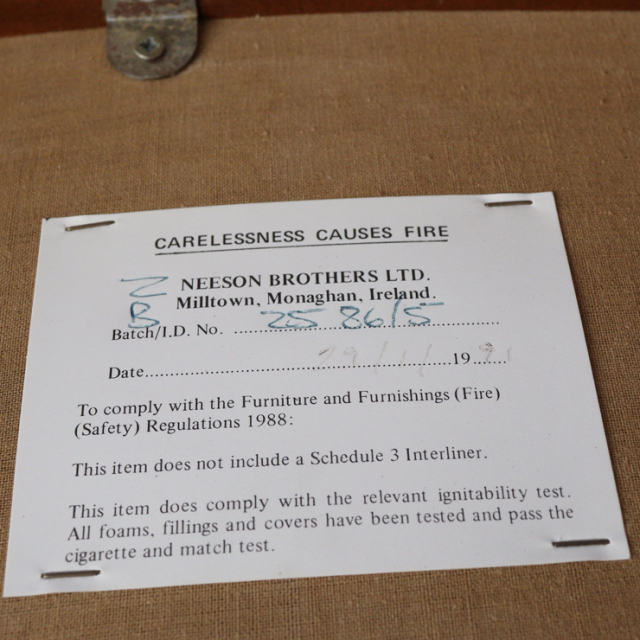 CARELESSNESS CAUSES FIRE
NEESON BROTHERS LTD.
Milltown, Monaghan, Ireland.
Batch/I.D. No. ........ 25 86/5 ........
Date........ 29/11/ ........19 91
To comply with the Furniture and Furnishings (Fire)
(Safety) Regulations 1988:
This item does not include a Schedule 3 Interliner.
This item does comply with the relevant ignitability test.
All foams, fillings and covers have been tested and pass the
cigarette and match test.